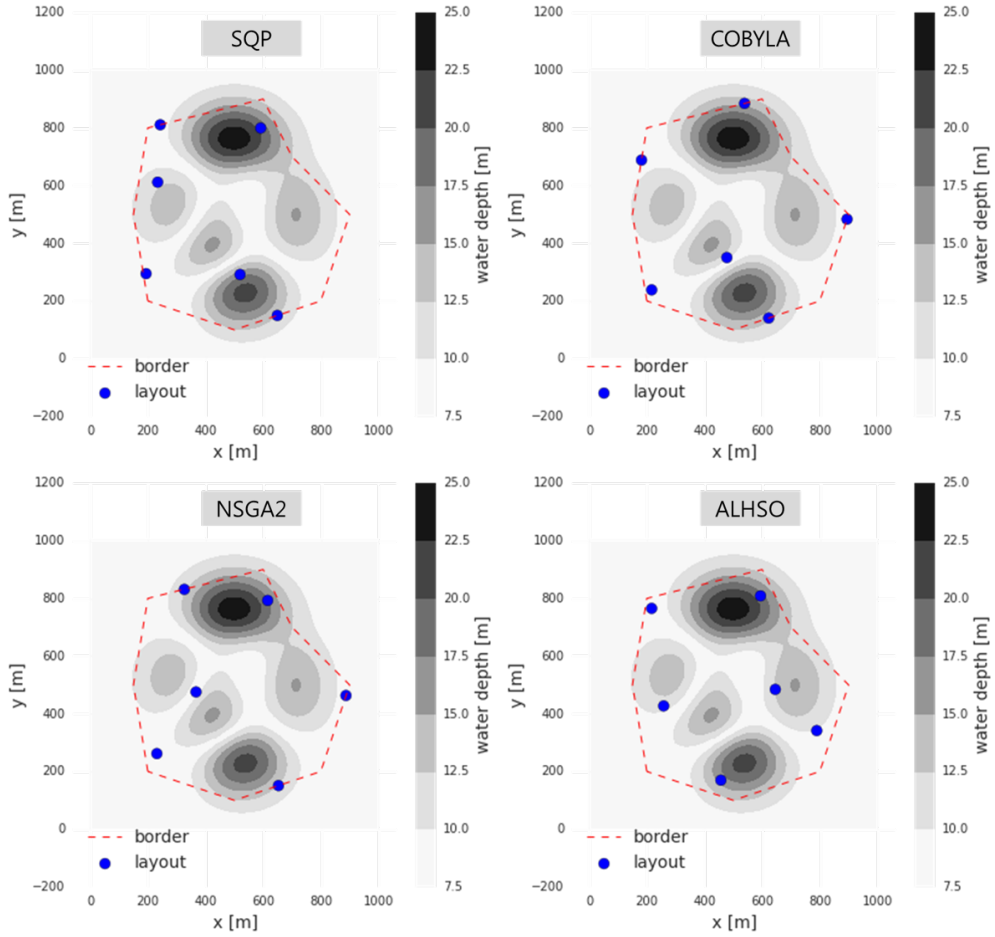 SQP
1200
1000
800
600
400
200
0
−200
y [m]
0 200 400 600 800 1000
x [m]
border
layout
25.0
22.5
20.0
17.5
15.0
12.5
10.0
7.5
water depth [m]
COBYLA
1200
1000
800
600
400
200
0
−200
y [m]
0 200 400 600 800 1000
x [m]
border
layout
25.0
22.5
20.0
17.5
15.0
12.5
10.0
7.5
water depth [m]
NSGA2
1200
1000
800
600
400
200
0
−200
y [m]
0 200 400 600 800 1000
x [m]
border
layout
25.0
22.5
20.0
17.5
15.0
12.5
10.0
7.5
water depth [m]
ALHSO
1200
1000
800
600
400
200
0
−200
y [m]
0 200 400 600 800 1000
x [m]
border
layout
25.0
22.5
20.0
17.5
15.0
12.5
10.0
7.5
water depth [m]